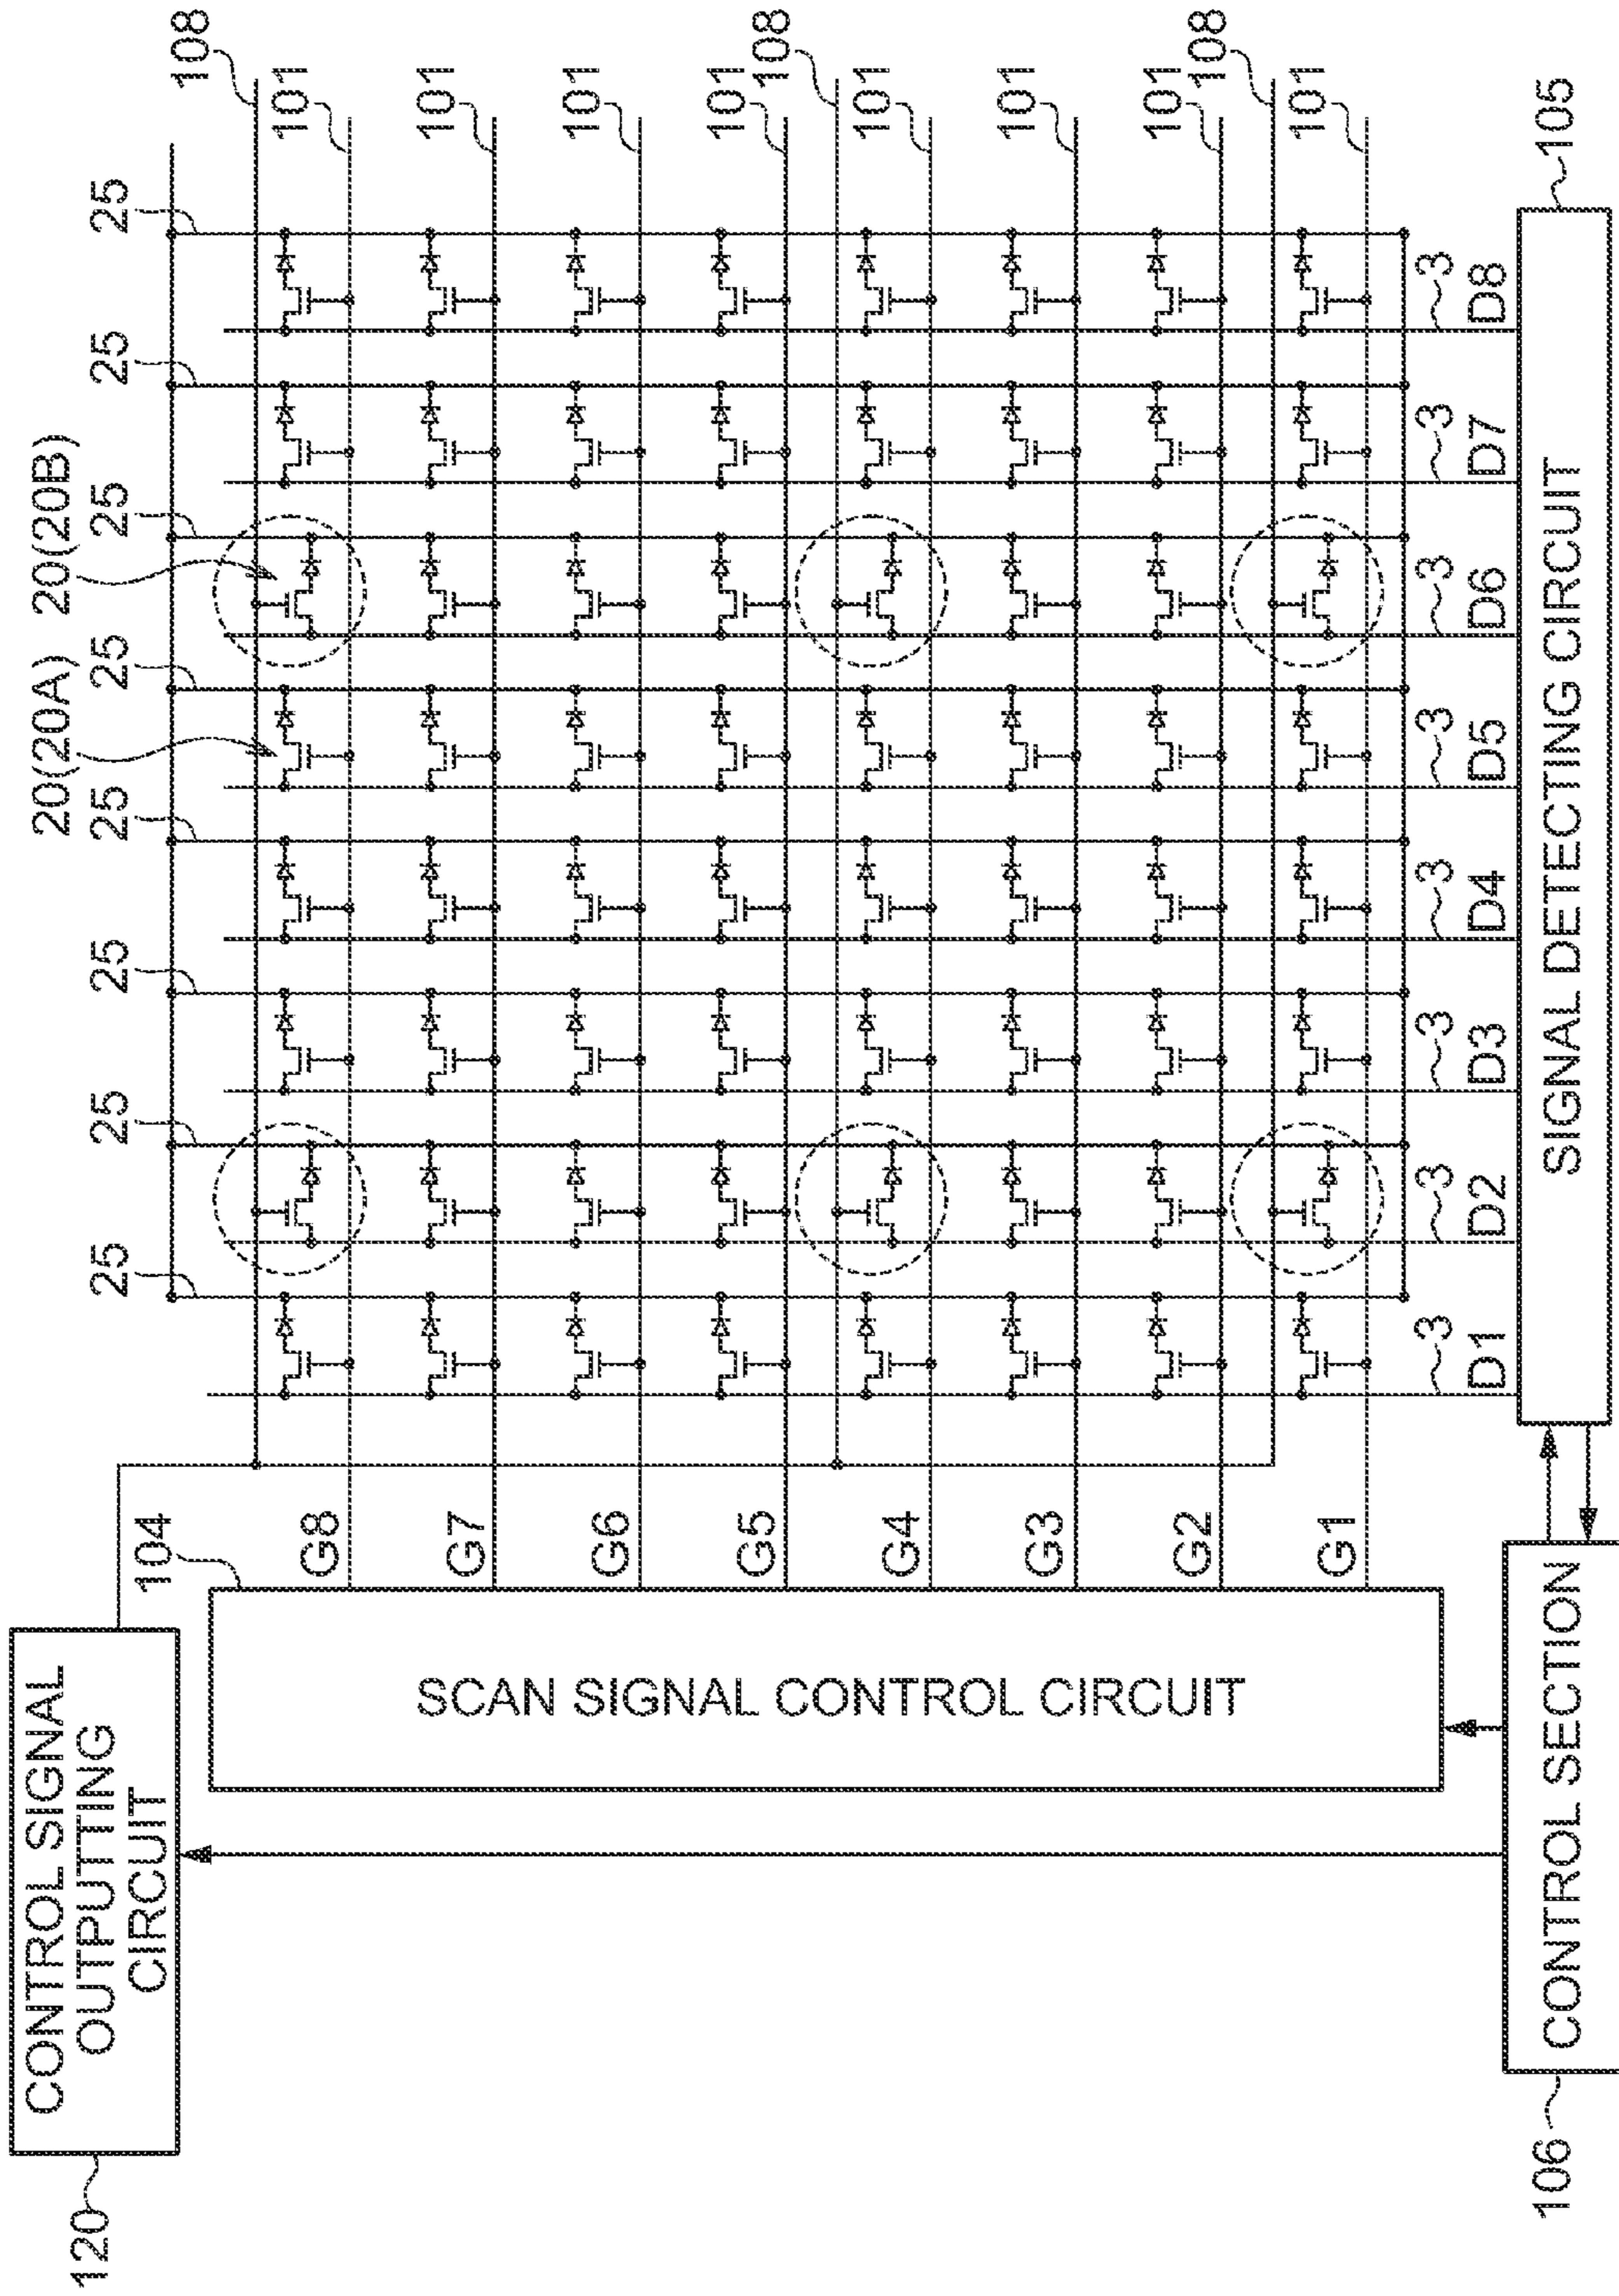 120
CONTROL SIGNAL
OUTPUTTING
CIRCUIT
104
SCAN SIGNAL CONTROL CIRCUIT
106
CONTROL SECTION
SIGNAL DETECTING CIRCUIT
105
20(20A)
20(20B)
25
25
25
25
25
25
25
25
108
101
101
101
101
108
101
101
101
108
101
G8
G7
G6
G5
G4
G3
G2
G1
3
3
3
3
3
3
3
3
D1
D2
D3
D4
D5
D6
D7
D8